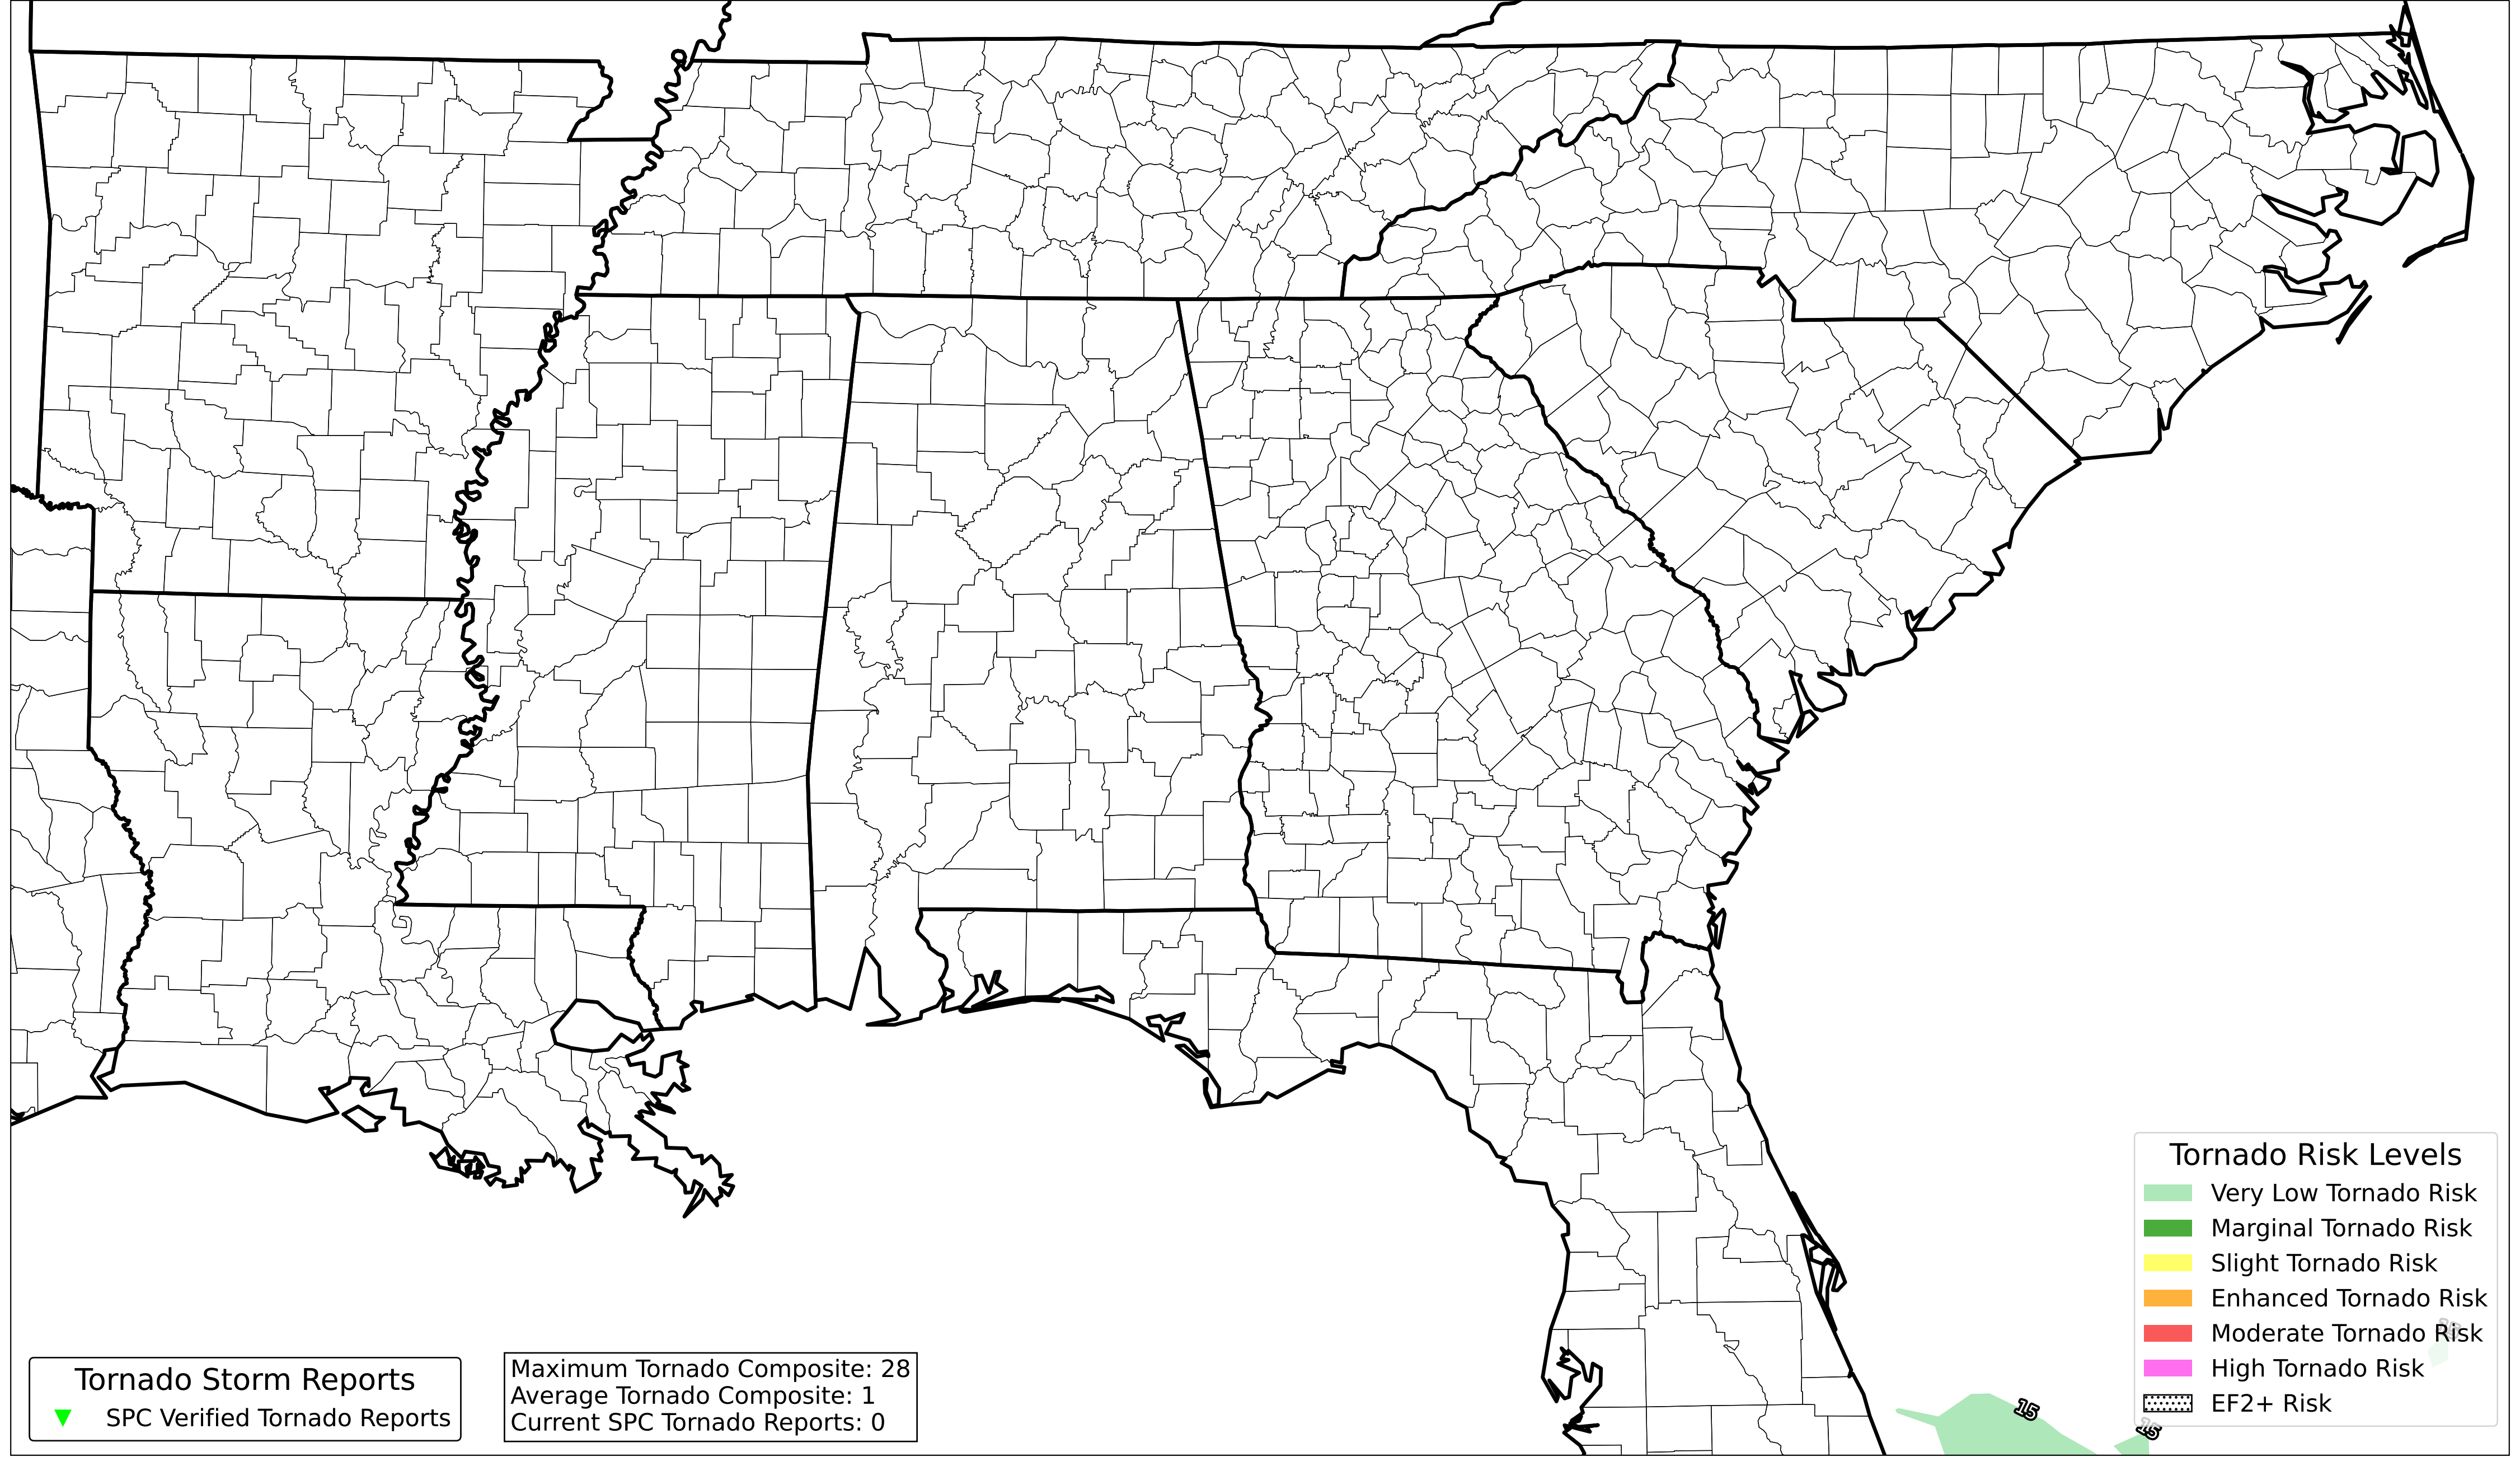 Tornado Risk Levels
Very Low Tornado Risk
Marginal Tornado Risk
Slight Tornado Risk
Enhanced Tornado Risk
Moderate Tornado Risk
High Tornado Risk
EF2+ Risk
Tornado Storm Reports
SPC Verified Tornado Reports
Maximum Tornado Composite: 28
Average Tornado Composite: 1
Current SPC Tornado Reports: 0
15
15